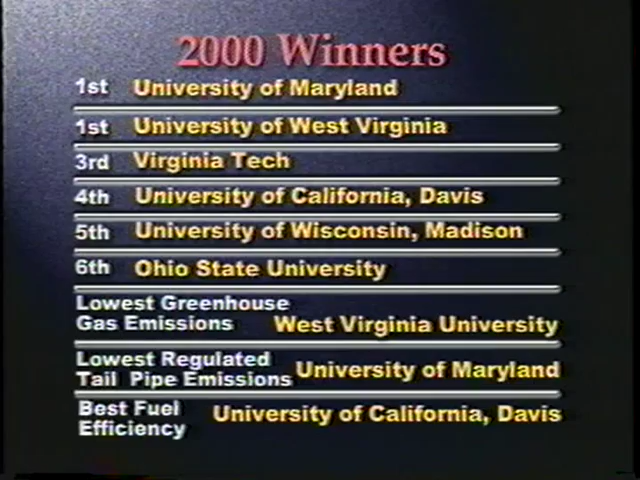 2000 Winners
1st University of Maryland
1st University of West Virginia
3rd Virginia Tech
4th University of California, Davis
5th University of Wisconsin, Madison
6th Ohio State University
Lowest Greenhouse
Gas Emissions West Virginia University
Lowest Regulated
Tail Pipe Emissions University of Maryland
Best Fuel
Efficiency University of California, Davis